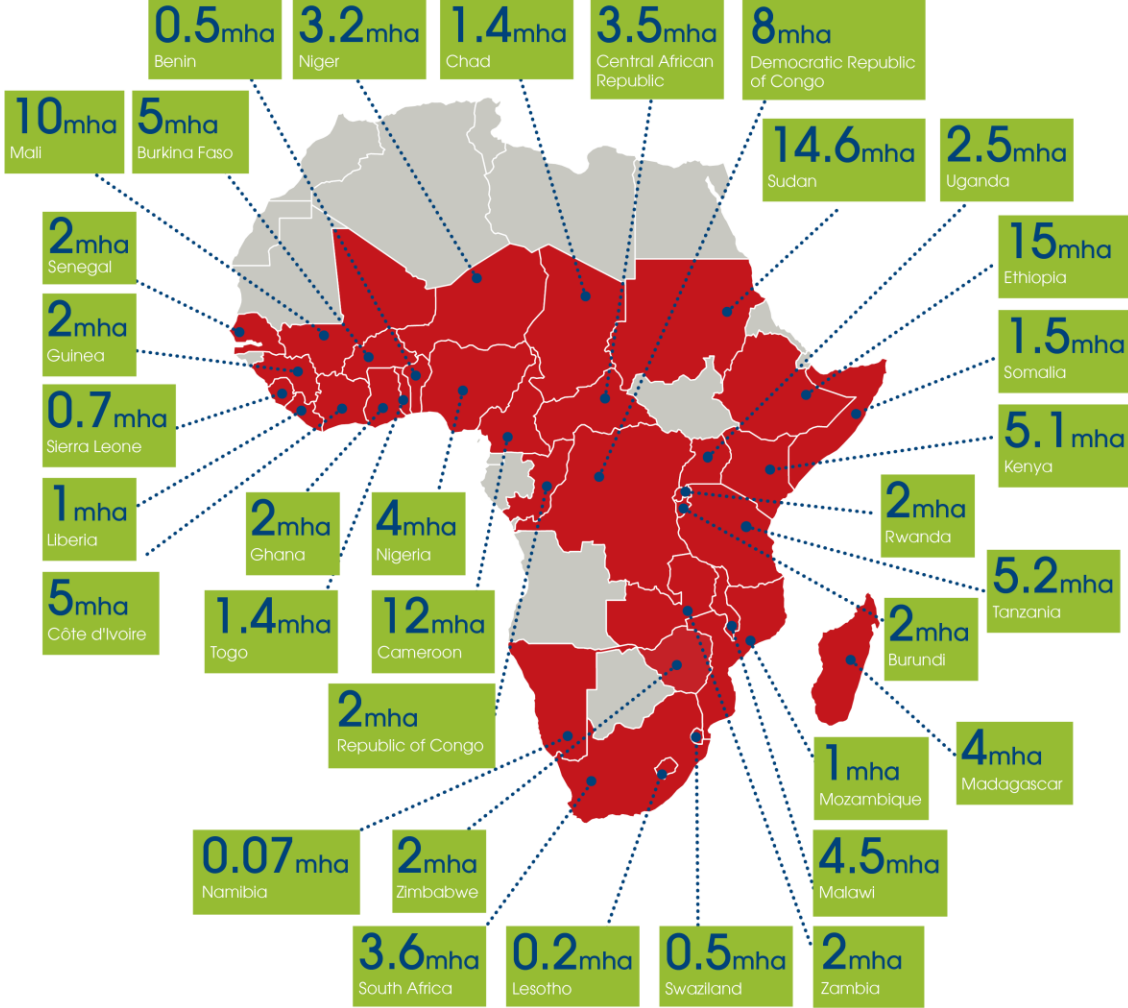 0.5mha
Benin
3.2mha
Niger
1.4mha
Chad
3.5mha
Central African
Republic
8mha
Democratic Republic
of Congo
10mha
Mali
5mha
Burkina Faso
14.6mha
Sudan
2.5mha
Uganda
2mha
Senegal
15mha
Ethiopia
2mha
Guinea
1.5mha
Somalia
0.7mha
Sierra Leone
5.1mha
Kenya
1mha
Liberia
2mha
Ghana
4mha
Nigeria
2mha
Rwanda
5mha
Côte d'Ivoire
1.4mha
Togo
12mha
Cameroon
5.2mha
Tanzania
2mha
Burundi
2mha
Republic of Congo
1mha
Mozambique
4mha
Madagascar
0.07mha
Namibia
2mha
Zimbabwe
4.5mha
Malawi
3.6mha
South Africa
0.2mha
Lesotho
0.5mha
Swaziland
2mha
Zambia